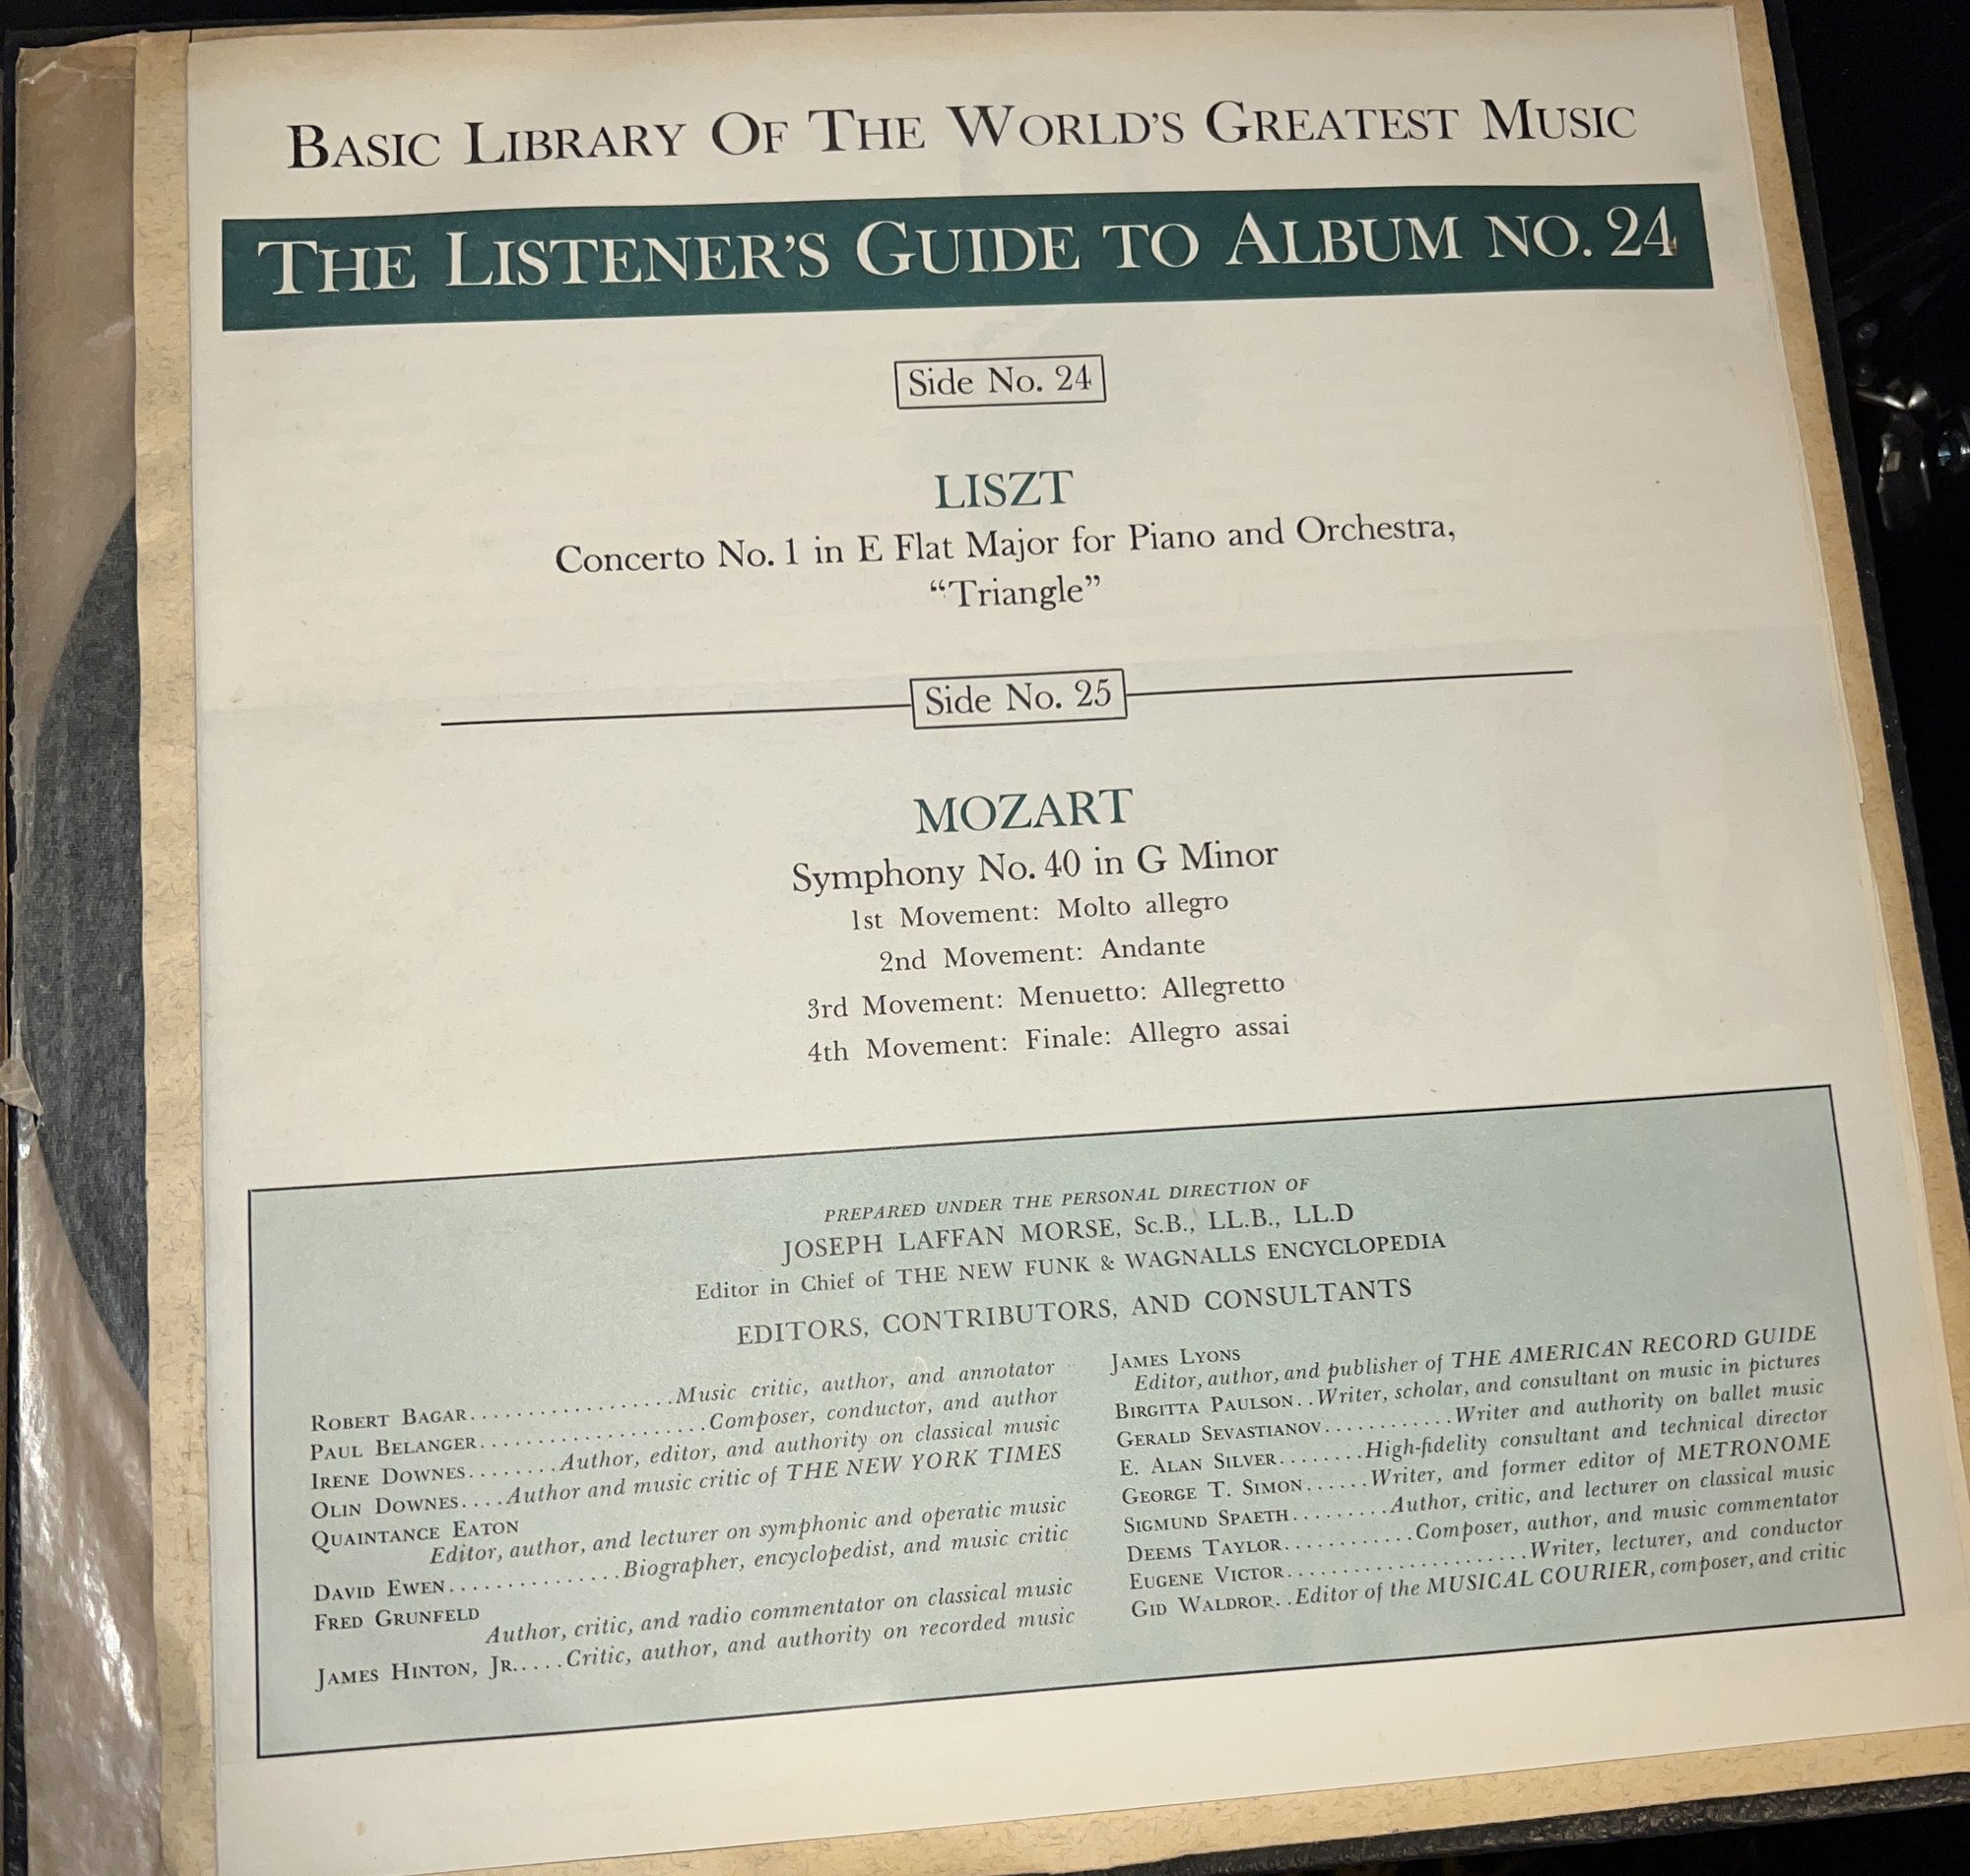 BASIC LIBRARY OF THE WORLD'S GREATEST MUSIC
THE LISTENER'S GUIDE TO ALBUM NO. 24
Side No. 24
LISZT
Concerto No. 1 in E Flat Major for Piano and Orchestra,
“Triangle”
Side No. 25
MOZART
Symphony No. 40 in G Minor
1st Movement: Molto allegro
2nd Movement: Andante
3rd Movement: Menuetto: Allegretto
4th Movement: Finale: Allegro assai
PREPARED UNDER THE PERSONAL DIRECTION OF
JOSEPH LAFFAN MORSE, Sc.B., LL.B., LL.D
Editor in Chief of THE NEW FUNK & WAGNALLS ENCYCLOPEDIA
EDITORS, CONTRIBUTORS, AND CONSULTANTS
ROBERT BAGAR..................Music critic, author, and annotator
PAUL BELANGER....................Composer, conductor, and author
IRENE DOWNES........Author, editor, and authority on classical music
OLIN DOWNES....Author and music critic of THE NEW YORK TIMES
QUAINTANCE EATON
Editor, author, and lecturer on symphonic and operatic music
DAVID EWEN...............Biographer, encyclopedist, and music critic
FRED GRUNFELD
Author, critic, and radio commentator on classical music
JAMES HINTON, JR.....Critic, author, and authority on recorded music
JAMES LYONS
Editor, author, and publisher of THE AMERICAN RECORD GUIDE
BIRGITTA PAULSON..Writer, scholar, and consultant on music in pictures
GERALD SEVASTIANOV...........Writer and authority on ballet music
E. ALAN SILVER........High-fidelity consultant and technical director
GEORGE T. SIMON......Writer, and former editor of METRONOME
SIGMUND SPAETH.........Author, critic, and lecturer on classical music
DEEMS TAYLOR............Composer, author, and music commentator
EUGENE VICTOR.....................Writer, lecturer, and conductor
GID WALDROP..Editor of the MUSICAL COURIER, composer, and critic